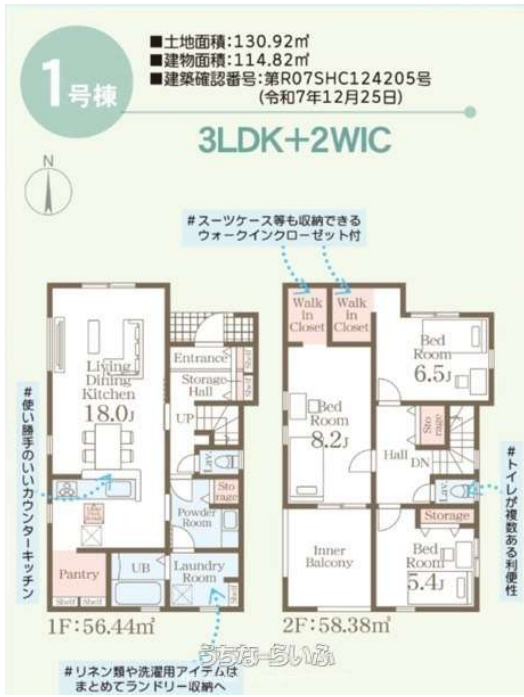 1号棟
■土地面積:130.92㎡
■建物面積:114.82㎡
■建築確認番号:第R07SHC124205号
(令和7年12月25日)
3LDK+2WIC
N
#スーツケース等も収納できる
ウォークインクローゼット付
Living
Dining
Kitchen
18.0J
Entrance
Shelf
Storage
Shelf
Hall
UP
Lav.
Sto
rage
Powder
Room
Pantry
Shelf
Shelf
UB
Laundry
Room
Shelf
1F:56.44㎡
Walk
in
Closet
Walk
in
Closet
Bed
Room
6.5J
Bed
Room
8.2J
Sto
rage
Hall
DN
Lav.
Storage
Inner
Balcony
Bed
Room
5.4J
2F:58.38㎡
#使い勝手のいいカウンターキッチン
#トイレが複数ある利便性
#リネン類や洗濯用アイテムは
まとめてランドリー収納へ
うちなーらいふ